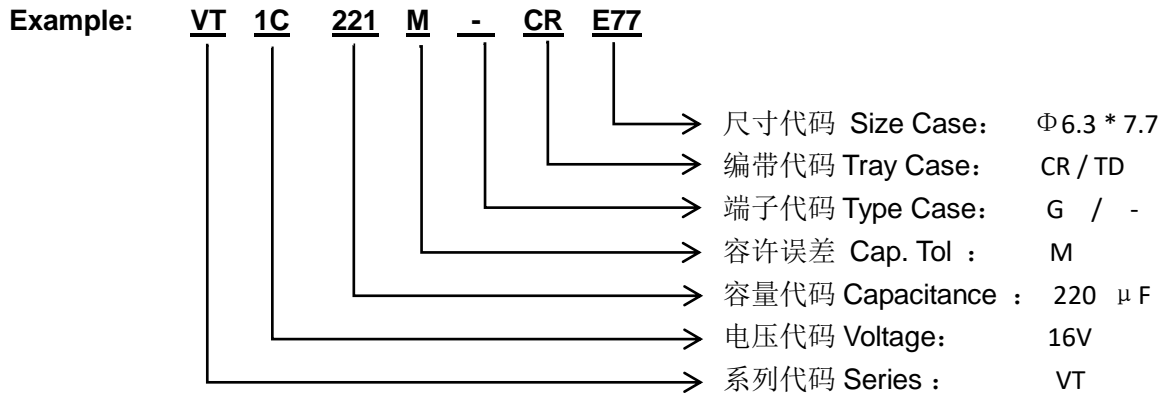 Example: VT 1C 221 M - CR E77
尺寸代码 Size Case: Φ6.3 * 7.7
编带代码 Tray Case: CR / TD
端子代码 Type Case: G / -
容许误差 Cap. Tol : M
容量代码 Capacitance : 220 μF
电压代码 Voltage: 16V
系列代码 Series : VT